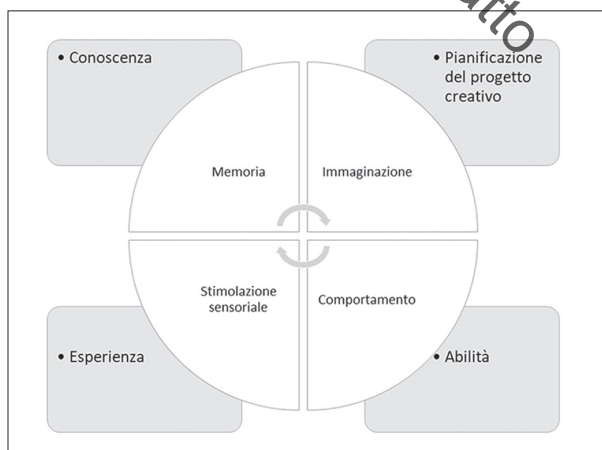 • Conoscenza
• Pianificazione
del progetto
creativo
Memoria
Immaginazione
Stimolazione
sensoriale
Comportamento
• Esperienza
• Abilità